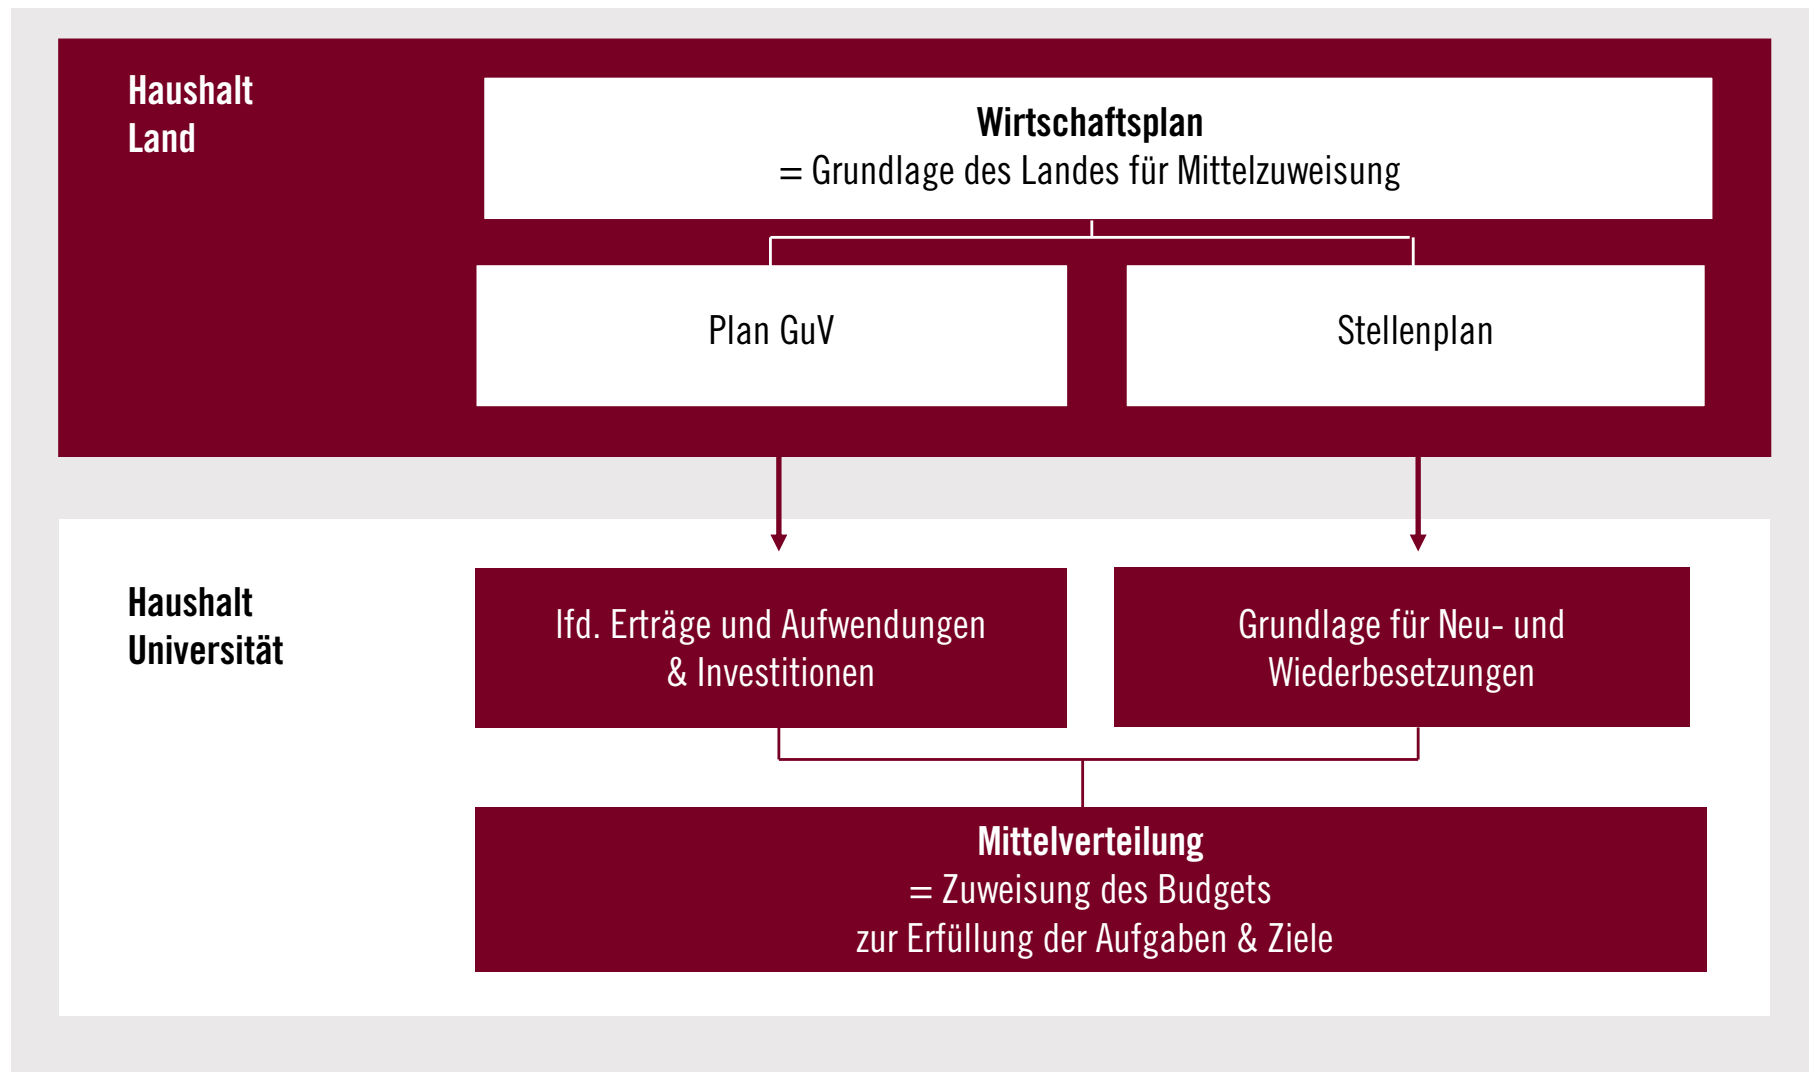 Haushalt
Land
Wirtschaftsplan
= Grundlage des Landes für Mittelzuweisung
Plan GuV
Stellenplan
Haushalt
Universität
lfd. Erträge und Aufwendungen
& Investitionen
Grundlage für Neu- und
Wiederbesetzungen
Mittelverteilung
= Zuweisung des Budgets
zur Erfüllung der Aufgaben & Ziele